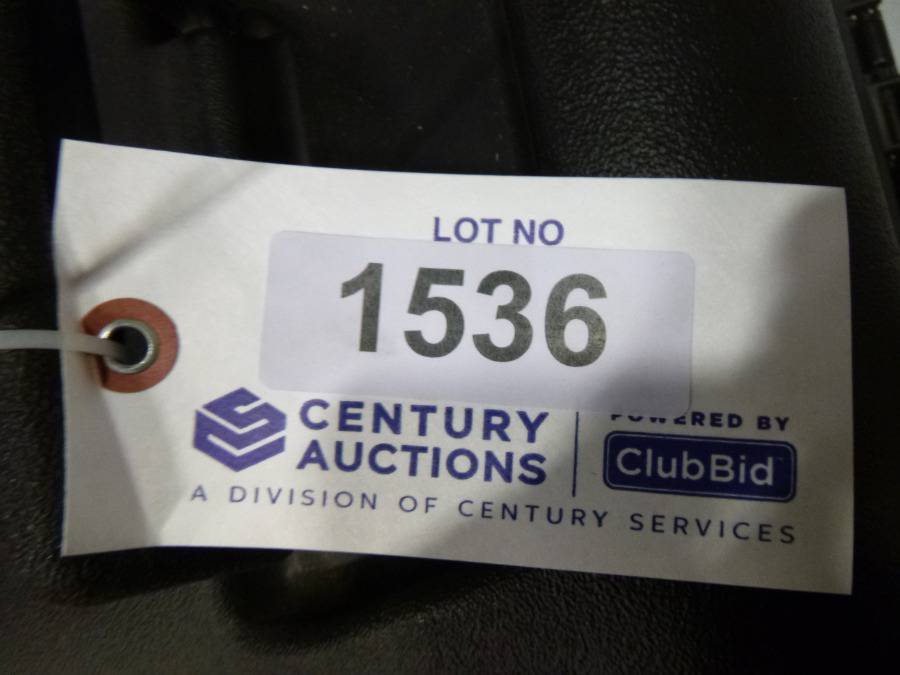 LOT NO
1536
CENTURY
AUCTIONS
POWERED BY
ClubBid
A DIVISION OF CENTURY SERVICES